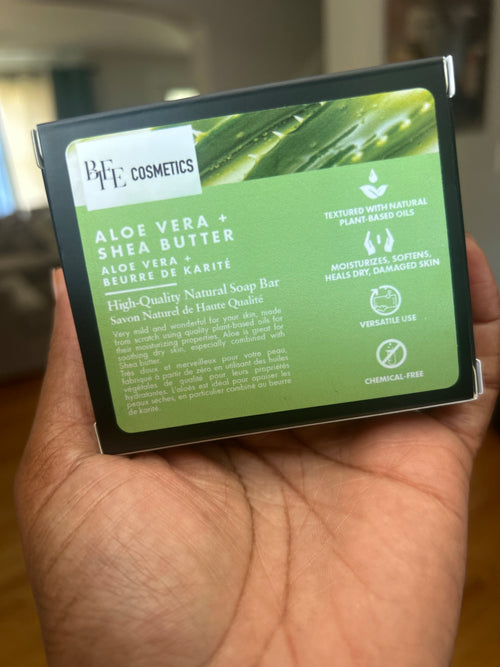 BFFE COSMETICS
ALOE VERA +
SHEA BUTTER
ALOE VERA +
BEURRE DE KARITÉ
High-Quality Natural Soap Bar
Savon Naturel de Haute Qualité
Very mild and wonderful for your skin, made
from scratch using quality plant-based oils for
their moisturizing properties. Aloe is great for
soothing dry skin, especially combined with
Shea butter.
Très doux et merveilleux pour votre peau,
fabriqué à partir de zéro en utilisant des huiles
végétales de qualité pour leurs propriétés
hydratantes. L'aloès est idéal pour apaiser les
peaux sèches, en particulier combiné au beurre
de karité.
TEXTURED WITH NATURAL
PLANT-BASED OILS
MOISTURIZES, SOFTENS,
HEALS DRY, DAMAGED SKIN
VERSATILE USE
CHEMICAL-FREE